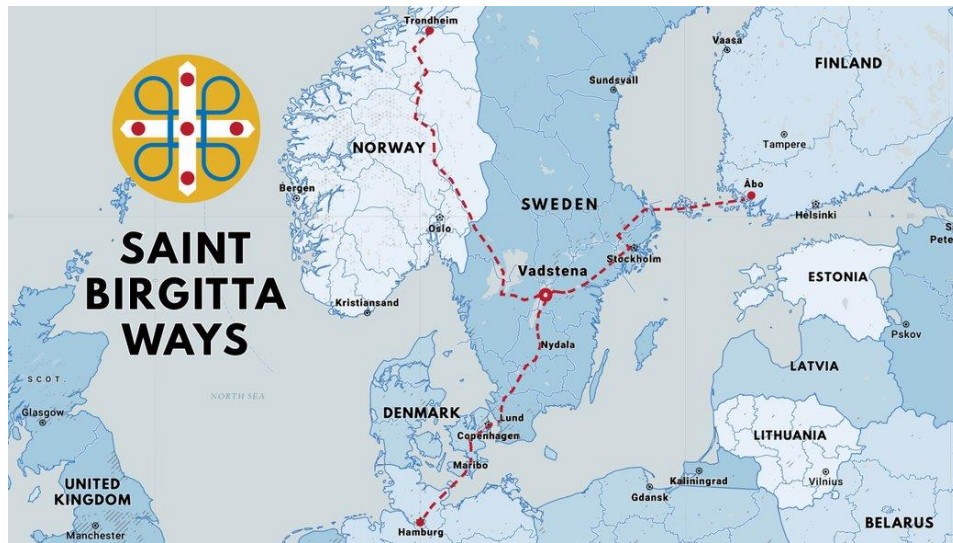 Trondheim
Vaasa
FINLAND
Sundsvall
Tampere
NORWAY
Bergen
Åbo
SWEDEN
Helsinki
Oslo
Stockholm
SAINT
BIRGITTA
WAYS
Vadstena
ESTONIA
Kristiansand
Pskov
Nydala
LATVIA
SCOT.
NORTH SEA
Glasgow
DENMARK
Lund
Copenhagen
LITHUANIA
Maribo
UNITED
KINGDOM
Kaliningrad
Vilnius
Gdansk
Manchester
Hamburg
BELARUS